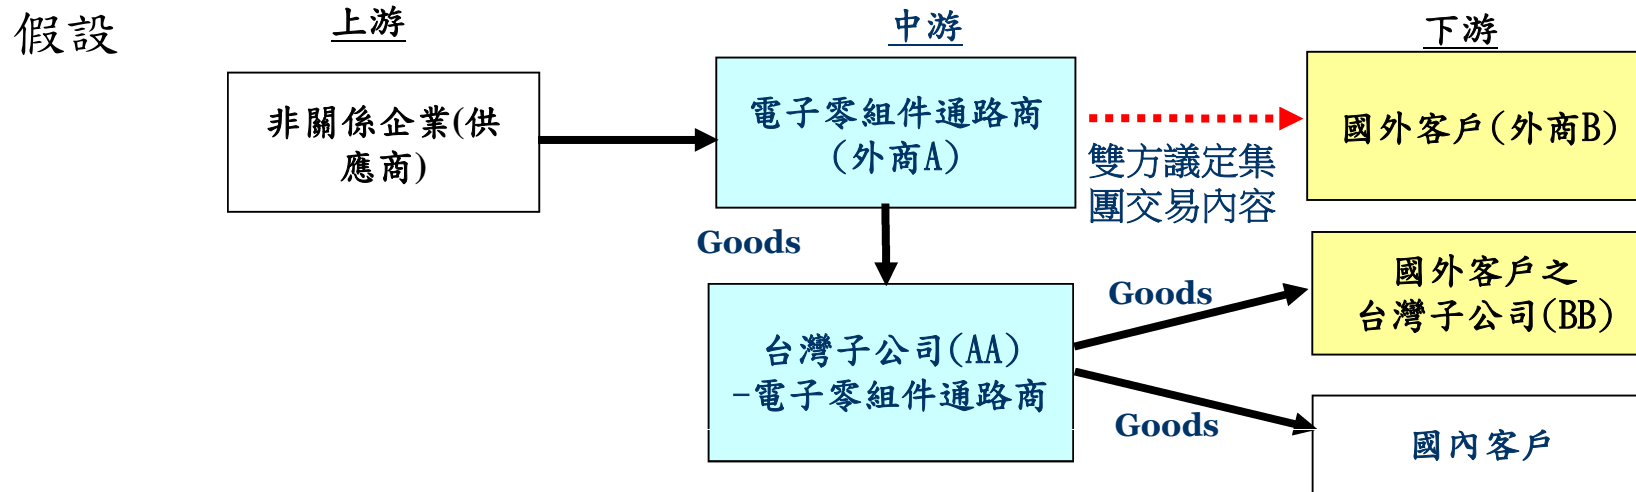 假設
上游
中游
下游
非關係企業(供
應商)
電子零組件通路商
(外商A)
雙方議定集
團交易內容
國外客戶(外商B)
Goods
台灣子公司(AA)
-電子零組件通路商
Goods
國外客戶之
台灣子公司(BB)
Goods
國內客戶